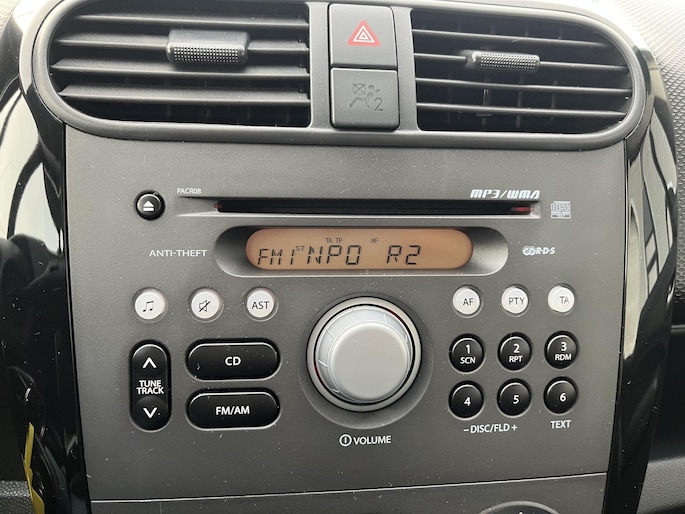 2
PACR08
MP3/WMA
ANTI-THEFT
ST TA TP AF
FM1 NPO R2
R·D·S
AST
AF PTY TA
TUNE
TRACK
CD
FM/AM
VOLUME
1
SCN
2
RPT
3
RDM
4 5 6
– DISC/FLD +
TEXT